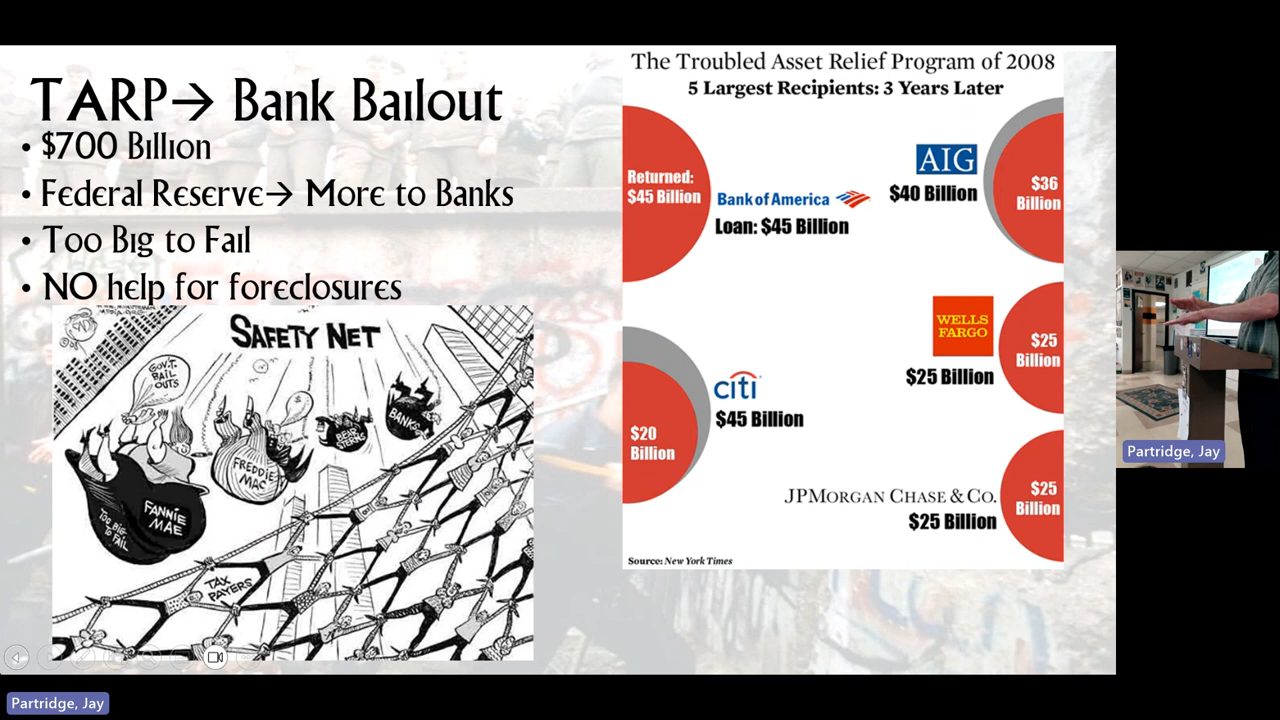 TARP→ Bank Bailout
• $700 Billion
• Federal Reserve→ More to Banks
• Too Big to Fail
• NO help for foreclosures
SAFETY NET
GOV'T.
BAIL
OUTS
FREDDIE
MAC
BEAR
STERNS
BANKS
FANNIE
MAE
TOO BIG
TO FAIL
TAX
PAYERS
The Troubled Asset Relief Program of 2008
5 Largest Recipients: 3 Years Later
Returned:
$45 Billion
Bank of America
Loan: $45 Billion
AIG
$40 Billion
$36
Billion
WELLS
FARGO
$25 Billion
$25
Billion
citi
$45 Billion
$20
Billion
JPMORGAN CHASE & CO.
$25 Billion
$25
Billion
Source: New York Times
Partridge, Jay
Partridge, Jay